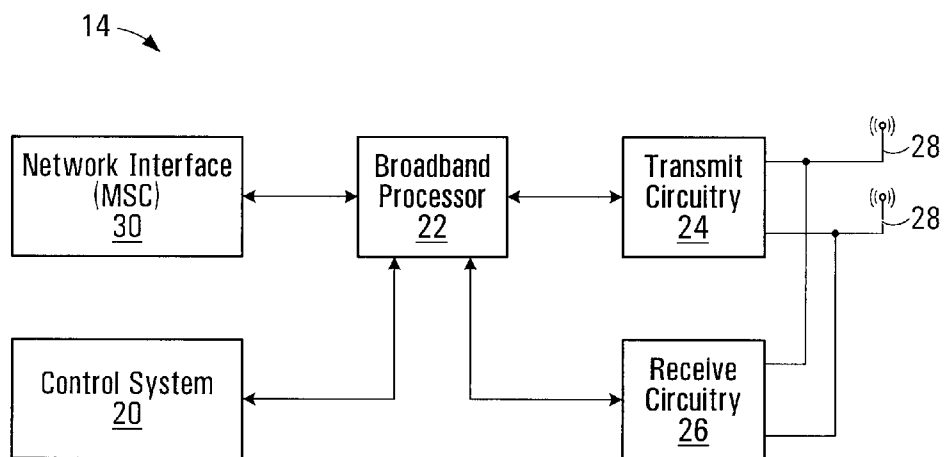 14
Network Interface
(MSC)
30
Broadband
Processor
22
Transmit
Circuitry
24
28
28
Control System
20
Receive
Circuitry
26